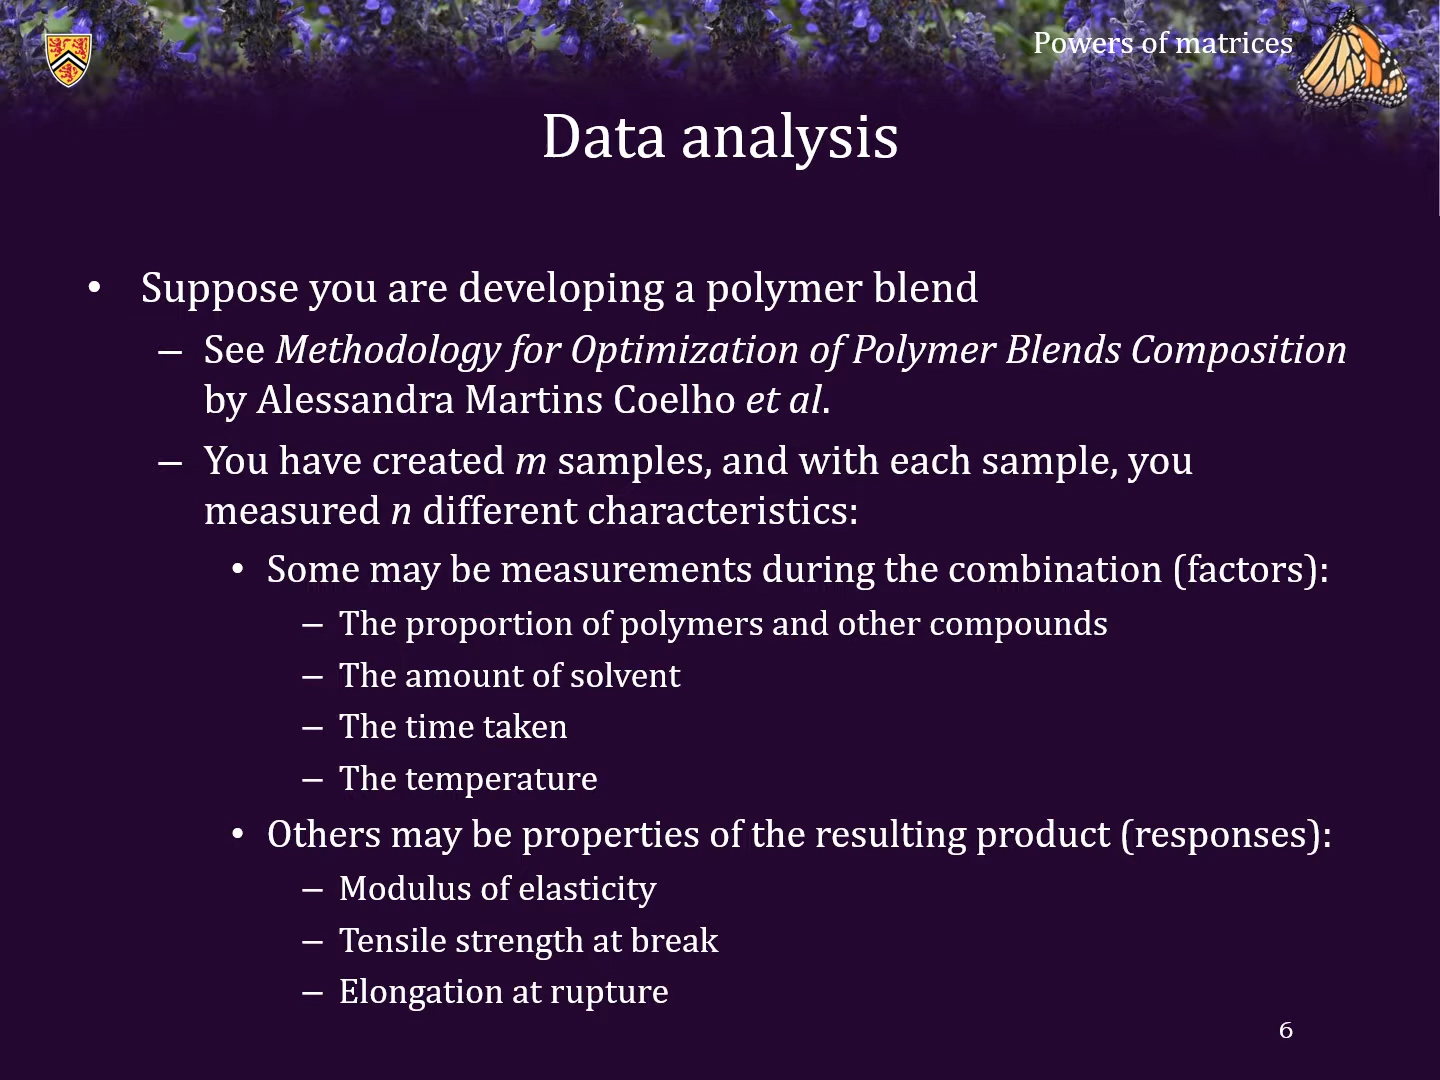 Powers of matrices
Data analysis
• Suppose you are developing a polymer blend
– See Methodology for Optimization of Polymer Blends Composition
by Alessandra Martins Coelho et al.
– You have created m samples, and with each sample, you
measured n different characteristics:
• Some may be measurements during the combination (factors):
– The proportion of polymers and other compounds
– The amount of solvent
– The time taken
– The temperature
• Others may be properties of the resulting product (responses):
– Modulus of elasticity
– Tensile strength at break
– Elongation at rupture
6